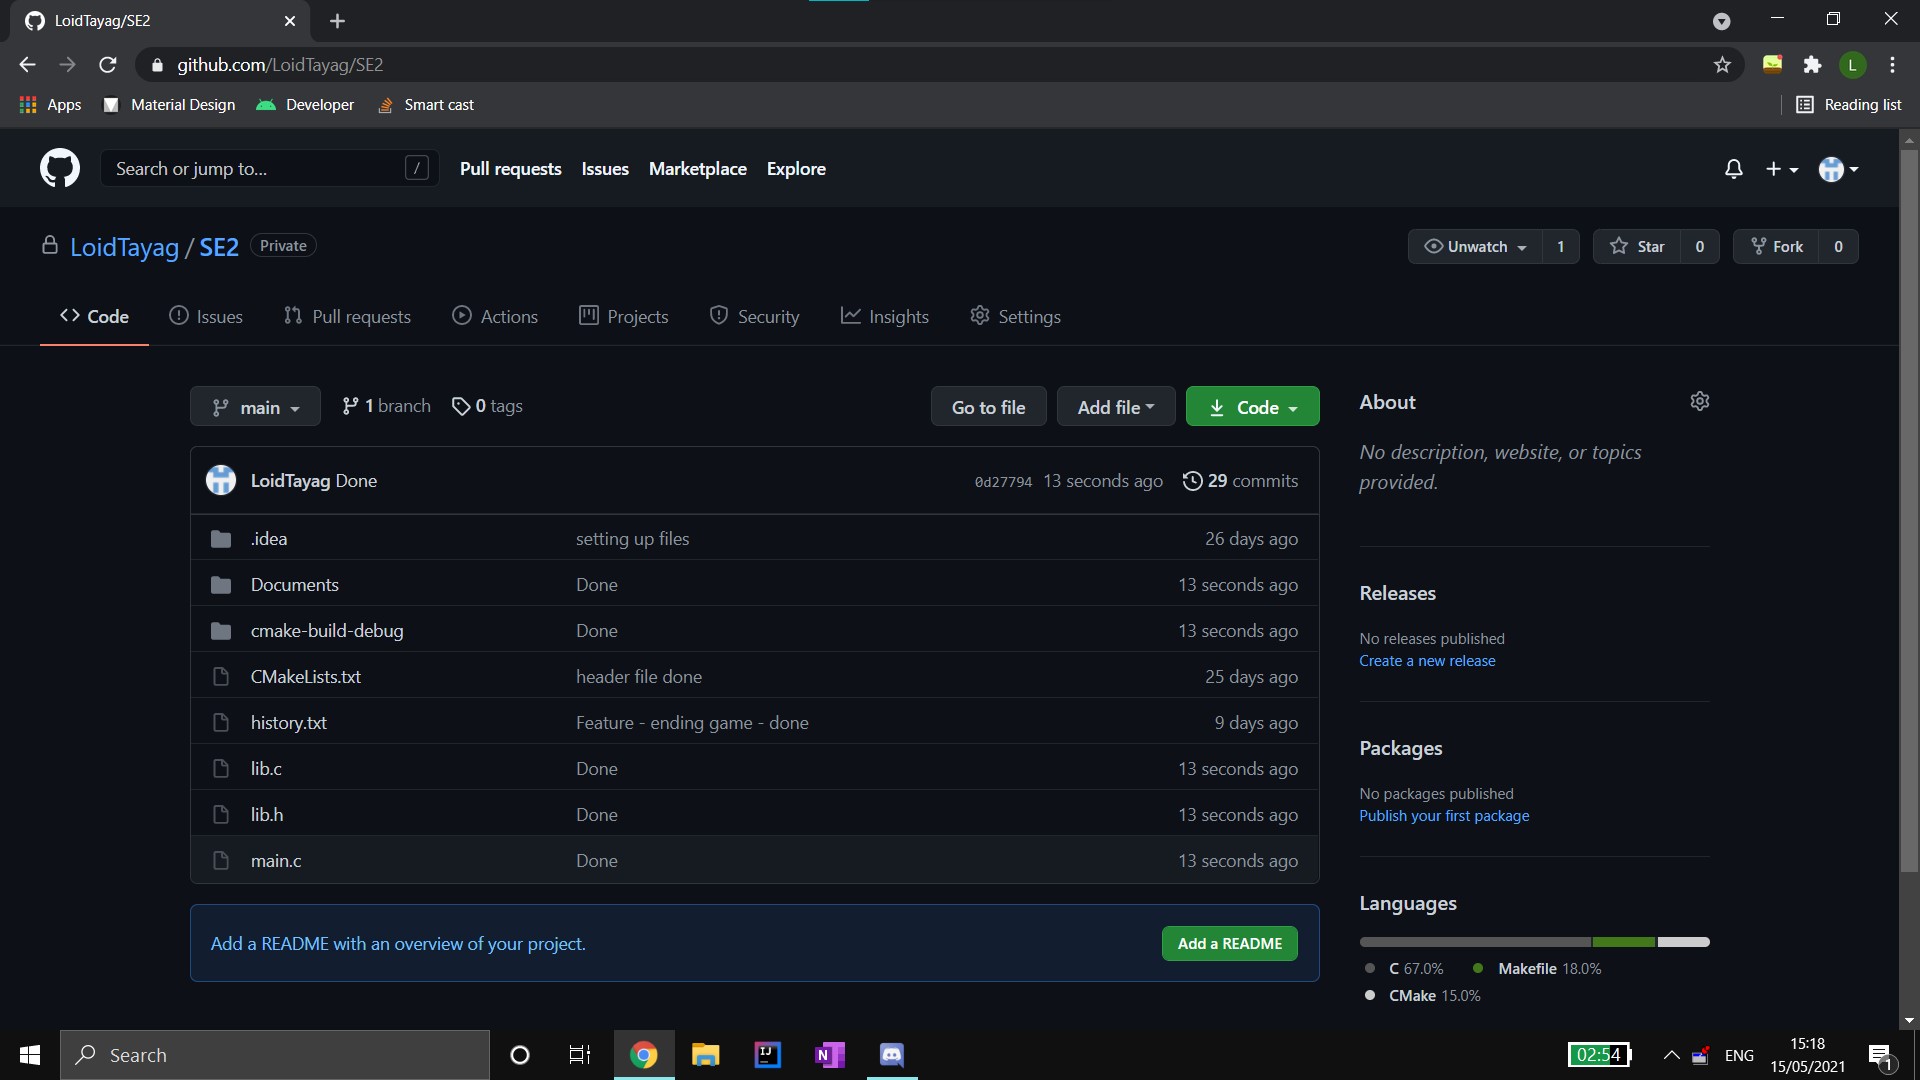 LoidTayag/SE2
github.com/LoidTayag/SE2
L
Apps Material Design Developer Smart cast Reading list
Search or jump to... / Pull requests Issues Marketplace Explore
LoidTayag / SE2 Private
Unwatch 1 Star 0 Fork 0
Code Issues Pull requests Actions Projects Security Insights Settings
main 1 branch 0 tags Go to file Add file Code
LoidTayag Done 0d27794 13 seconds ago 29 commits
.idea setting up files 26 days ago
Documents Done 13 seconds ago
cmake-build-debug Done 13 seconds ago
CMakeLists.txt header file done 25 days ago
history.txt Feature - ending game - done 9 days ago
lib.c Done 13 seconds ago
lib.h Done 13 seconds ago
main.c Done 13 seconds ago
Add a README with an overview of your project. Add a README
About
No description, website, or topics
provided.
Releases
No releases published
Create a new release
Packages
No packages published
Publish your first package
Languages
C 67.0% Makefile 18.0%
CMake 15.0%
Search
IJ
N
02:54 ENG
15:18
15/05/2021
1